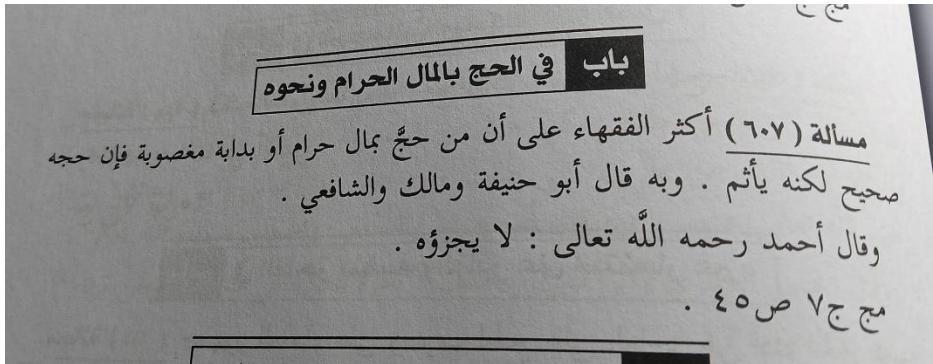 باب في الحج بالمال الحرام ونحوه
مسألة (٦٠٧) أكثر الفقهاء على أن من حجَّ بمال حرام أو بدابة مغصوبة فإن حجه
صحيح لكنه يأثم . وبه قال أبو حنيفة ومالك والشافعي .
وقال أحمد رحمه اللَّه تعالى : لا يجزؤه .
مج ج٧ ص٤٥ .